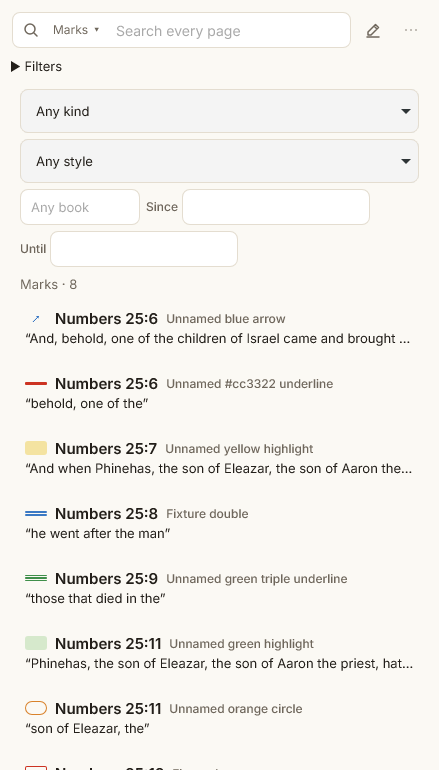 Marks ▾ Search every page ···
▶ Filters
Any kind
Any style
Any book Since
Until
Marks · 8
Numbers 25:6 Unnamed blue arrow
“And, behold, one of the children of Israel came and brought ...
Numbers 25:6 Unnamed #cc3322 underline
“behold, one of the”
Numbers 25:7 Unnamed yellow highlight
“And when Phinehas, the son of Eleazar, the son of Aaron the...
Numbers 25:8 Fixture double
“he went after the man”
Numbers 25:9 Unnamed green triple underline
“those that died in the”
Numbers 25:11 Unnamed green highlight
“Phinehas, the son of Eleazar, the son of Aaron the priest, hat...
Numbers 25:11 Unnamed orange circle
“son of Eleazar, the”